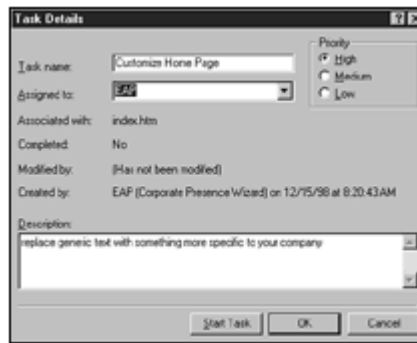 Task Details
Priority
Task name: Customize Home Page
High
Medium
Assigned to: EAP
Low
Associated with: index.htm
Completed: No
Modified by: (Has not been modified)
Created by: EAP (Corporate Presence Wizard) on 12/15/98 at 8:20:43AM
Description:
replace generic text with something more specific to your company
Start Task OK Cancel